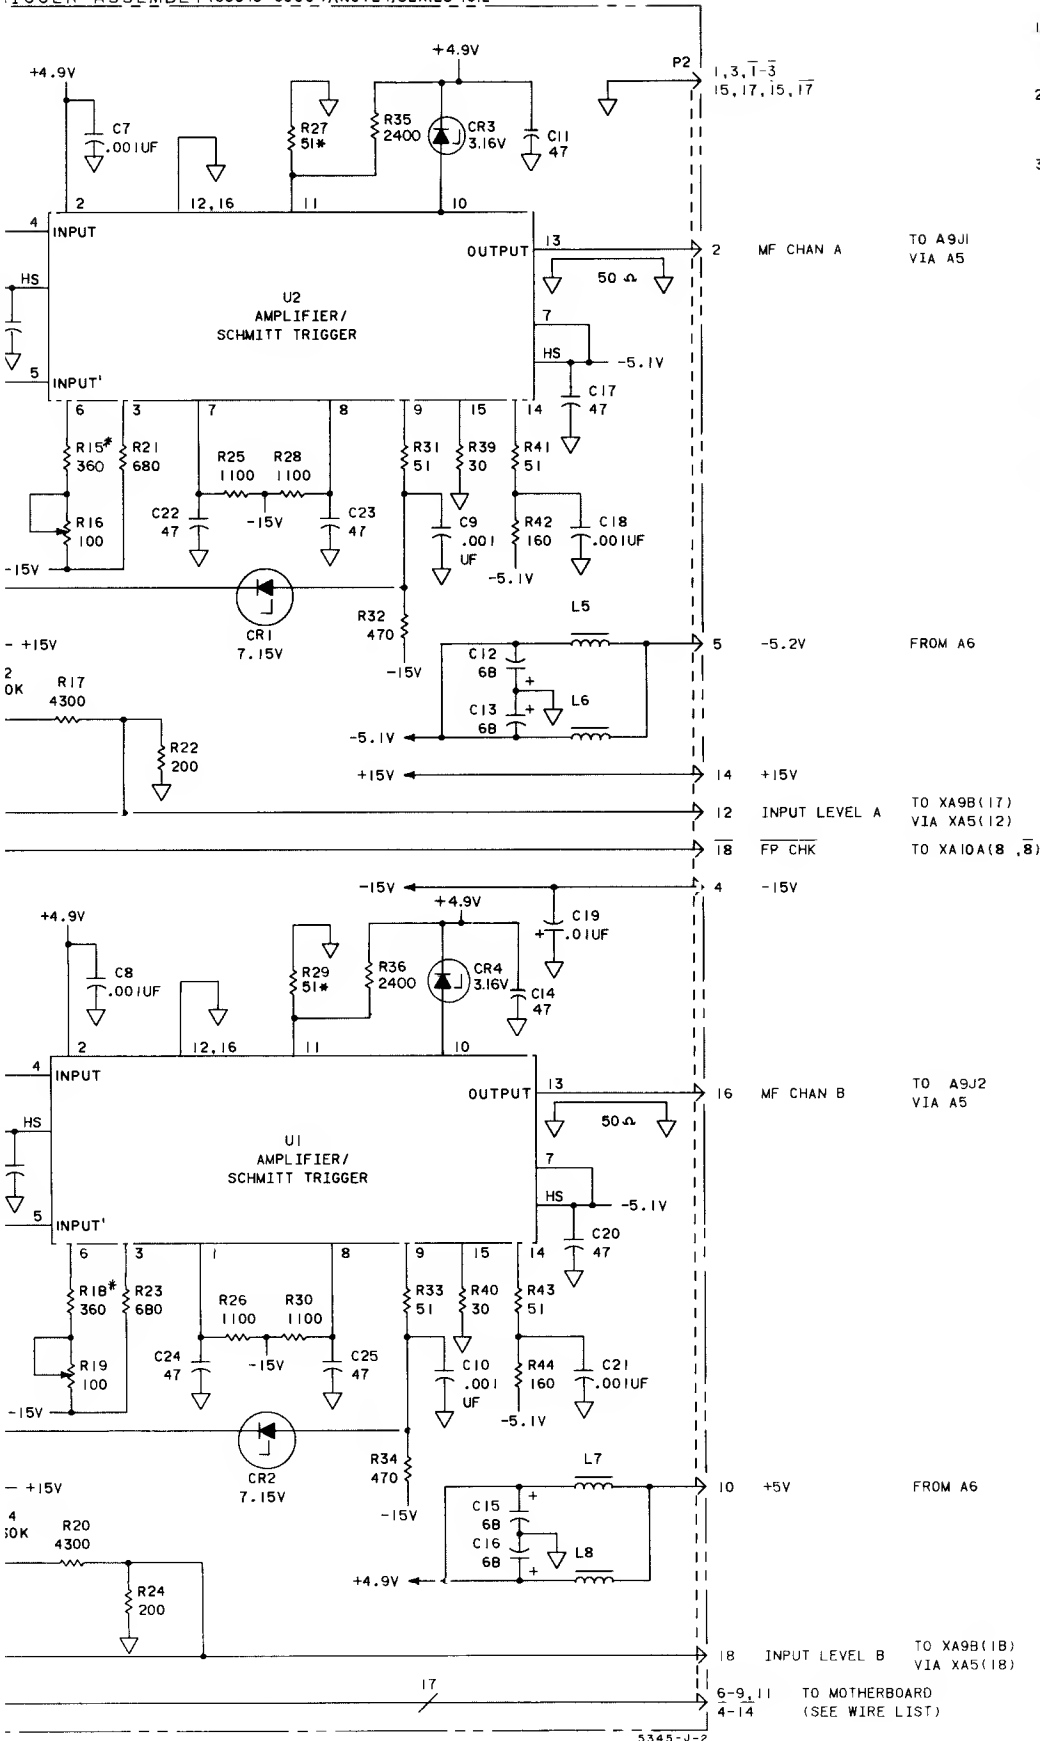 +4.9V
+4.9V
P2
1,3,1-3
15,17,15,17
C7
.001UF
R27
51*
R35
2400
CR3
3.16V
C11
47
2
12,16
11
10
4
INPUT
13
OUTPUT
50 Ω
2
MF CHAN A
TO A9J1
VIA A5
HS
U2
AMPLIFIER/
SCHMITT TRIGGER
7
HS
-5.1V
5
INPUT'
C17
47
6
3
7
8
9
15
14
R15*
360
R21
680
R25
1100
R28
1100
R31
51
R39
30
R41
51
R16
100
C22
47
-15V
C23
47
C9
.001
UF
R42
160
C18
.001UF
-15V
-5.1V
CR1
7.15V
R32
470
-15V
L5
5
-5.2V
FROM A6
+15V
2
0K
R17
4300
C12
68
+
C13
68
+
L6
R22
200
-5.1V
+15V
14
+15V
12
INPUT LEVEL A
TO XA9B(17)
VIA XA5(12)
18
FP CHK
TO XA10A(8 ,8)
-15V
4
-15V
+4.9V
+4.9V
C19
+
.01UF
C8
.001UF
R29
51*
R36
2400
CR4
3.16V
C14
47
2
12,16
11
10
4
INPUT
13
OUTPUT
50 Ω
16
MF CHAN B
TO A9J2
VIA A5
HS
U1
AMPLIFIER/
SCHMITT TRIGGER
7
HS
-5.1V
5
INPUT'
C20
47
6
3
1
8
9
15
14
R18*
360
R23
680
R26
1100
R30
1100
R33
51
R40
30
R43
51
R19
100
C24
47
-15V
C25
47
C10
.001
UF
R44
160
C21
.001UF
-15V
-5.1V
CR2
7.15V
R34
470
-15V
L7
10
+5V
FROM A6
+15V
4
R20
4300
C15
68
+
C16
68
+
L8
+4.9V
R24
200
18
INPUT LEVEL B
TO XA9B(18)
VIA XA5(18)
17
6-9,11
4-14
TO MOTHERBOARD
(SEE WIRE LIST)
5345-J-2